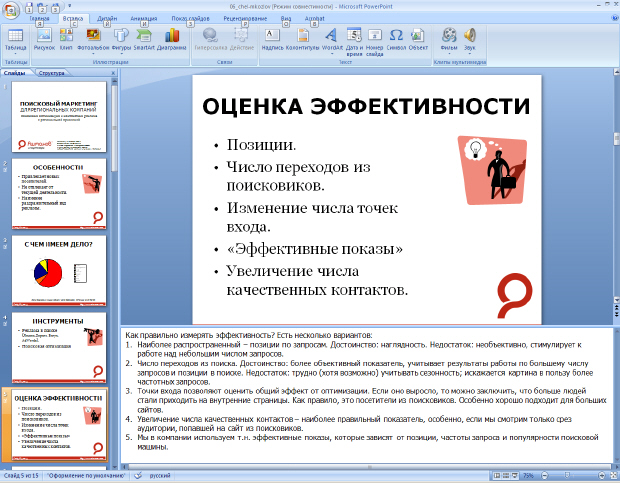 06_chel-mkozlov [Режим совместимости] - Microsoft PowerPoint
Главная Вставка Дизайн Анимация Показ слайдов Рецензирование Вид Acrobat
Таблица Рисунок Клип Фотоальбом Фигуры SmartArt Диаграмма Гиперссылка Действие Надпись Колонтитулы WordArt Дата и время Номер слайда Символ Объект Фильм Звук
Таблицы Иллюстрации Связи Текст Клипы мультимедиа
Слайды Структура
1
ПОИСКОВЫЙ МАРКЕТИНГ
ДЛЯ РЕГИОНАЛЬНЫХ КОМПАНИЙ
2
ОСОБЕННОСТИ
• Привлекает новых посетителей.
• Не отвлекает от текущей деятельности.
3
С ЧЕМ ИМЕЕМ ДЕЛО?
4
ИНСТРУМЕНТЫ
• Поисковая оптимизация
5
ОЦЕНКА ЭФФЕКТИВНОСТИ
• Позиции.
• Число переходов из
поисковиков.
• Изменение числа точек
входа.
• «Эффективные показы»
• Увеличение числа
качественных контактов.
ОЦЕНКА ЭФФЕКТИВНОСТИ
• Позиции.
• Число переходов из
поисковиков.
• Изменение числа точек
входа.
• «Эффективные показы»
• Увеличение числа
качественных контактов.
Как правильно измерять эффективность? Есть несколько вариантов:
1. Наиболее распространенный – позиции по запросам. Достоинство: наглядность. Недостаток: необъективно, стимулирует к
работе над небольшим числом запросов.
2. Число переходов из поиска. Достоинство: более объективный показатель, учитывает результаты работы по большему числу
запросов и позиции в поиске. Недостаток: трудно (хотя возможно) учитывать сезонность; искажается картина в пользу более
частотных запросов.
3. Точки входа позволяют оценить общий эффект от оптимизации. Если оно выросло, то можно заключить, что больше людей
стали приходить на внутренние страницы. Как правило, это посетители из поисковиков. Особенно хорошо подходит для больших
сайтов.
4. Увеличение числа качественных контактов – наиболее правильный показатель, особенно, если мы смотрим только срез
аудитории, попавшей на сайт из поисковиков.
5. Мы в компании используем т.н. эффективные показы, которые зависят от позиции, частоты запроса и популярности поисковой
машины.
Слайд 5 из 15 "Оформление по умолчанию" русский 75%